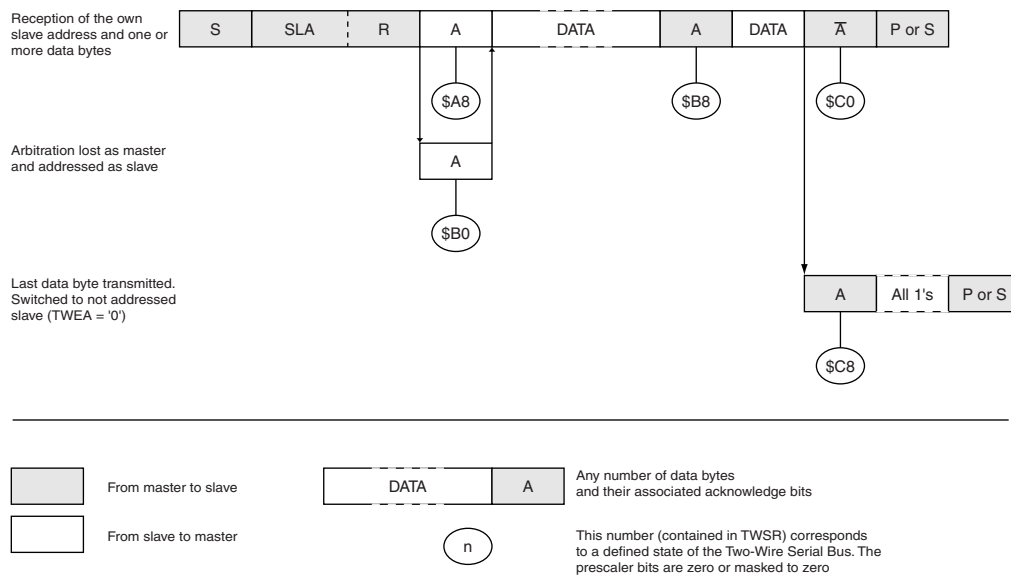 Reception of the own
slave address and one or
more data bytes
S SLA R A DATA A DATA A̅ P or S
$A8 $B8 $C0
Arbitration lost as master
and addressed as slave
A
$B0
Last data byte transmitted.
Switched to not addressed
slave (TWEA = '0')
A All 1's P or S
$C8
From master to slave
DATA A
Any number of data bytes
and their associated acknowledge bits
From slave to master
n
This number (contained in TWSR) corresponds
to a defined state of the Two-Wire Serial Bus. The
prescaler bits are zero or masked to zero